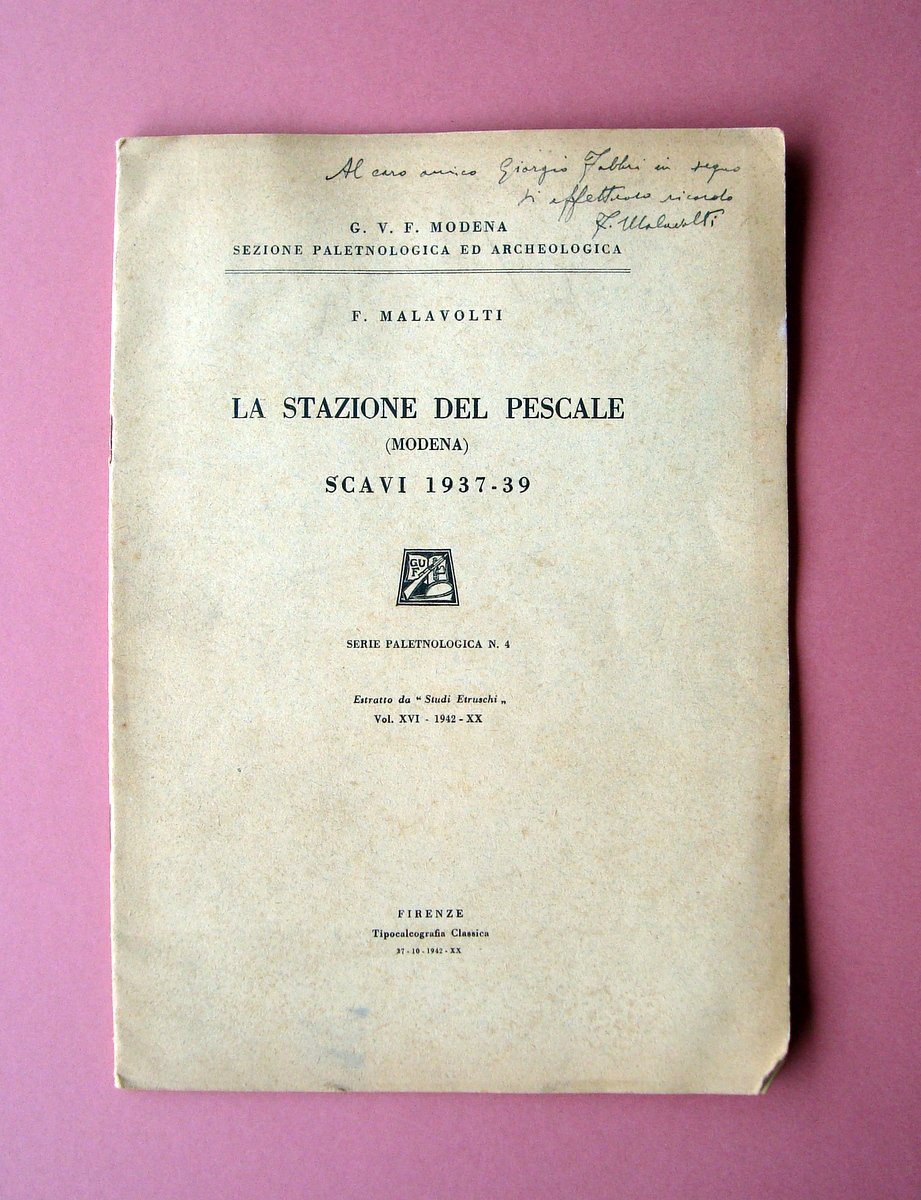 Al caro amico Giorgio Fabbri in segno
di affettuoso ricordo
F. Malavolti
G. V. F. MODENA
SEZIONE PALETNOLOGICA ED ARCHEOLOGICA
F. MALAVOLTI
LA STAZIONE DEL PESCALE
(MODENA)
SCAVI 1937-39
GU
F
SERIE PALETNOLOGICA N. 4
Estratto da “ Studi Etruschi „
Vol. XVI - 1942 - XX
FIRENZE
Tipocalcografia Classica
37 - 10 - 1942 - XX